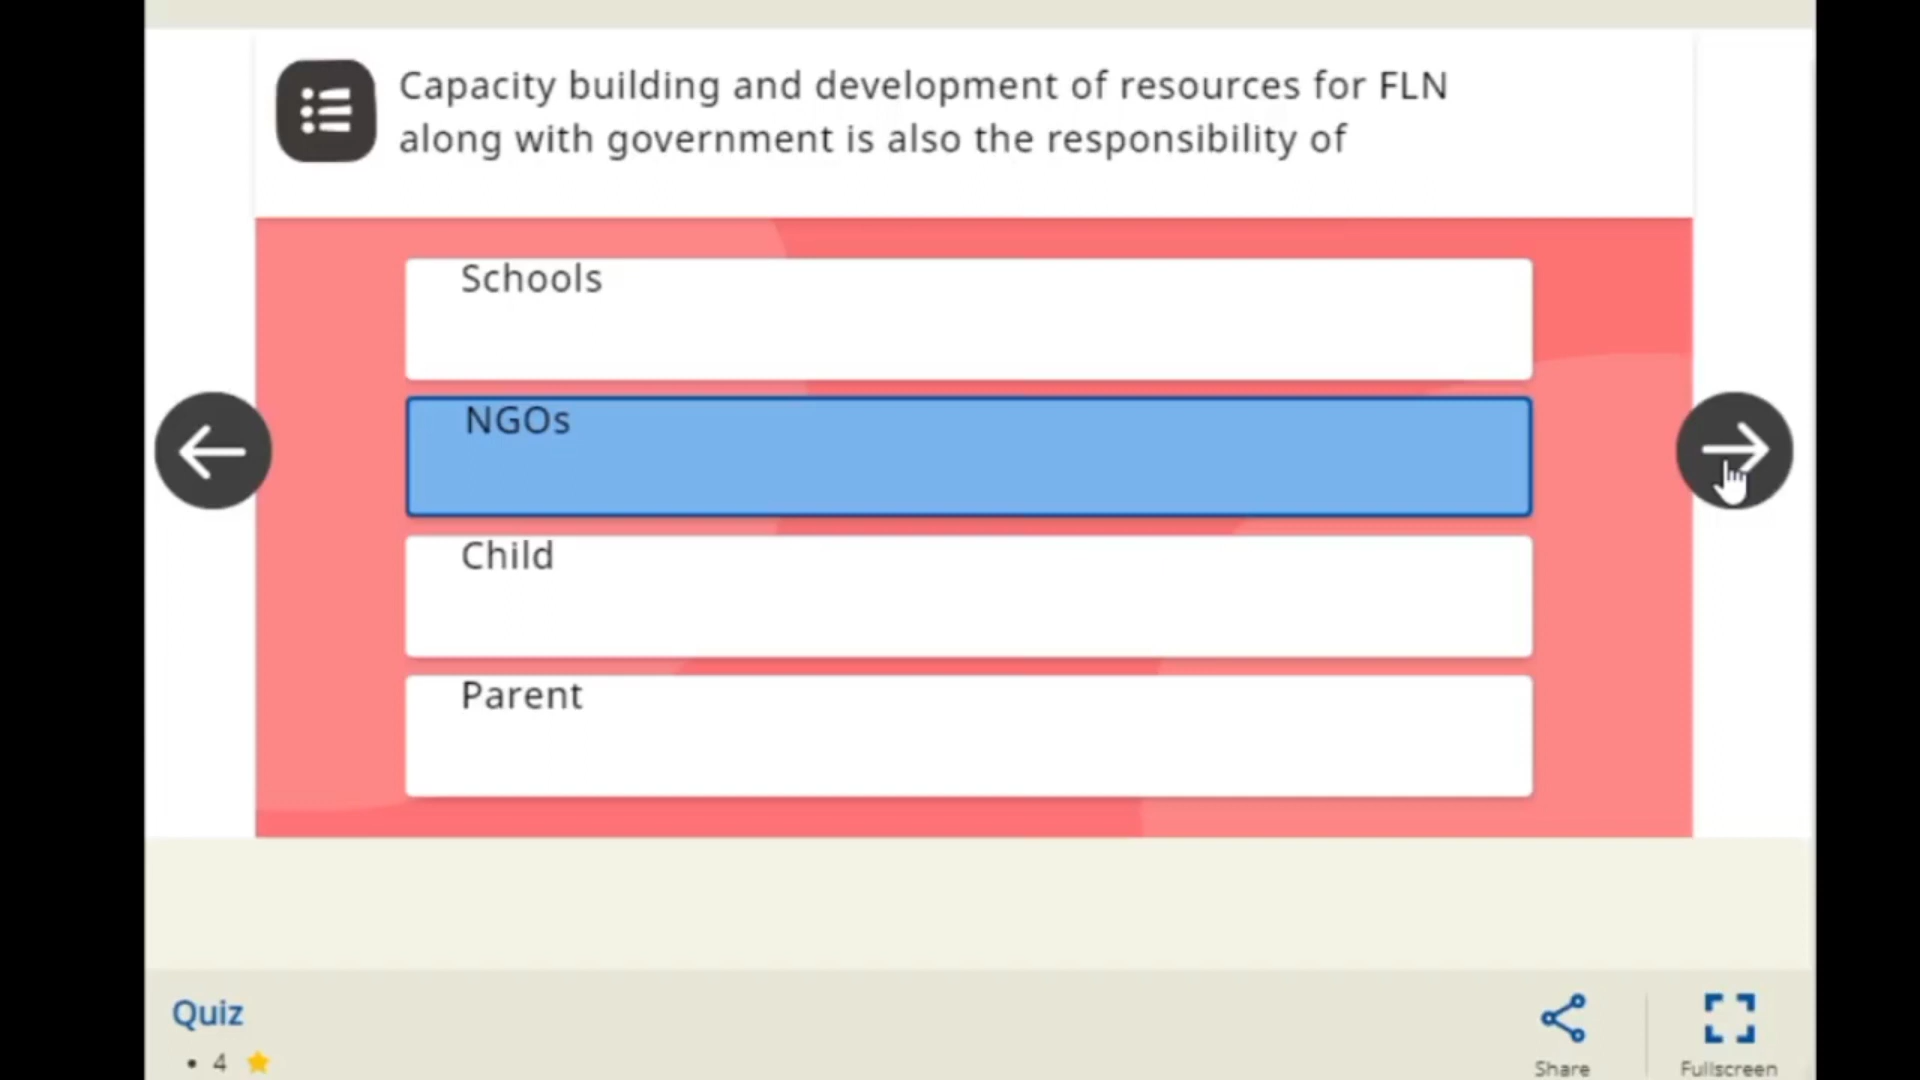 Capacity building and development of resources for FLN
along with government is also the responsibility of
Schools
NGOs
Child
Parent
Quiz
• 4
Share
Fullscreen